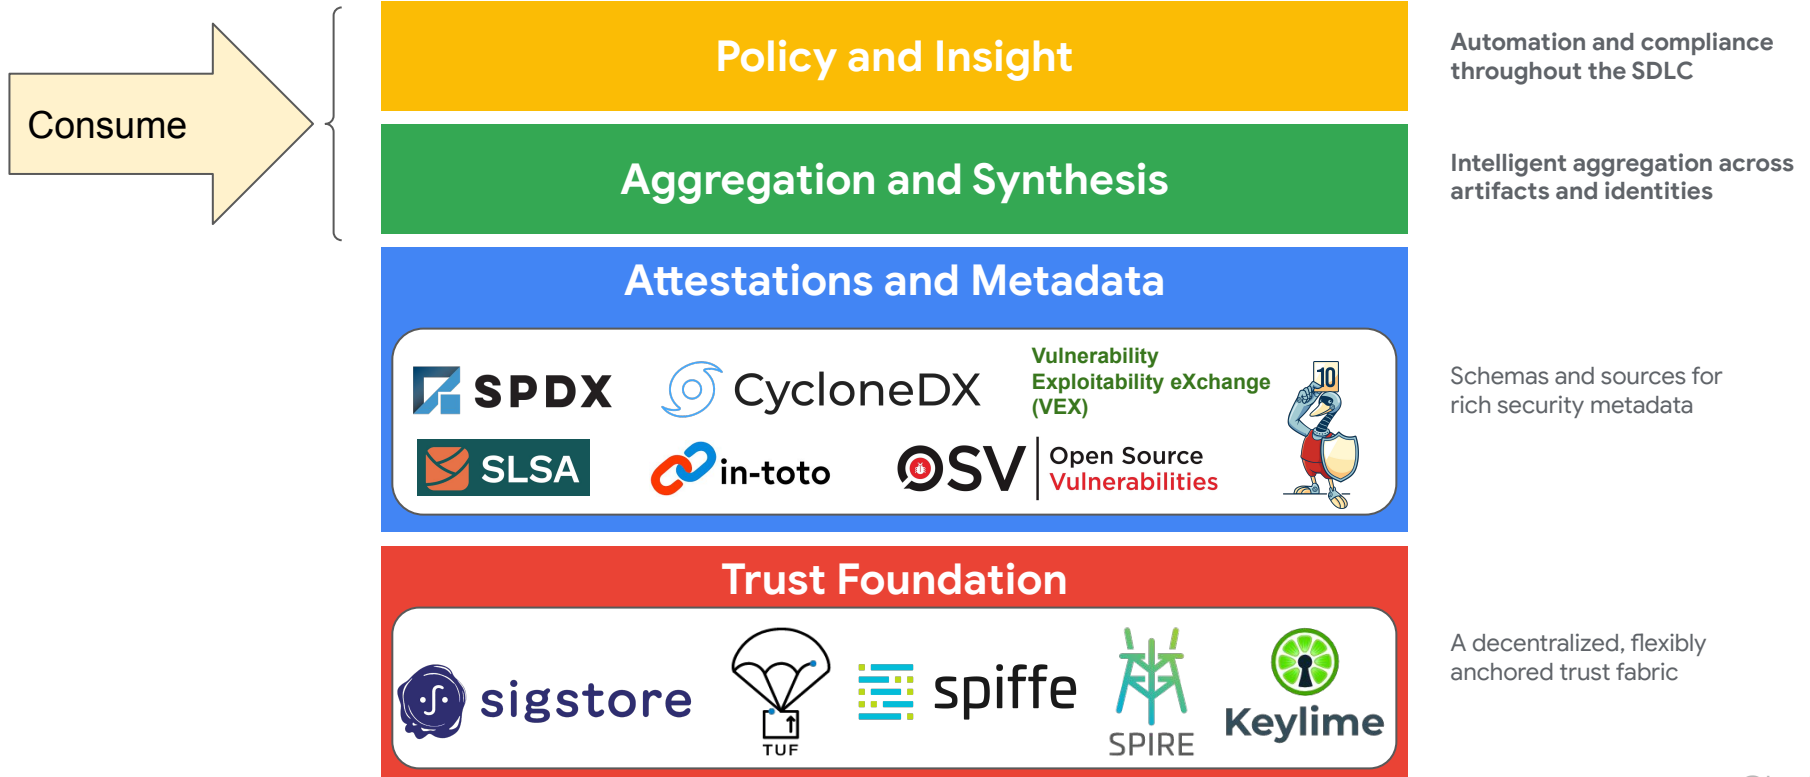 Consume
Policy and Insight
Automation and compliance
throughout the SDLC
Aggregation and Synthesis
Intelligent aggregation across
artifacts and identities
Attestations and Metadata
SPDX
CycloneDX
Vulnerability
Exploitability eXchange
(VEX)
10
SLSA
in-toto
OSV
Open Source
Vulnerabilities
Schemas and sources for
rich security metadata
Trust Foundation
sigstore
TUF
spiffe
SPIRE
Keylime
A decentralized, flexibly
anchored trust fabric